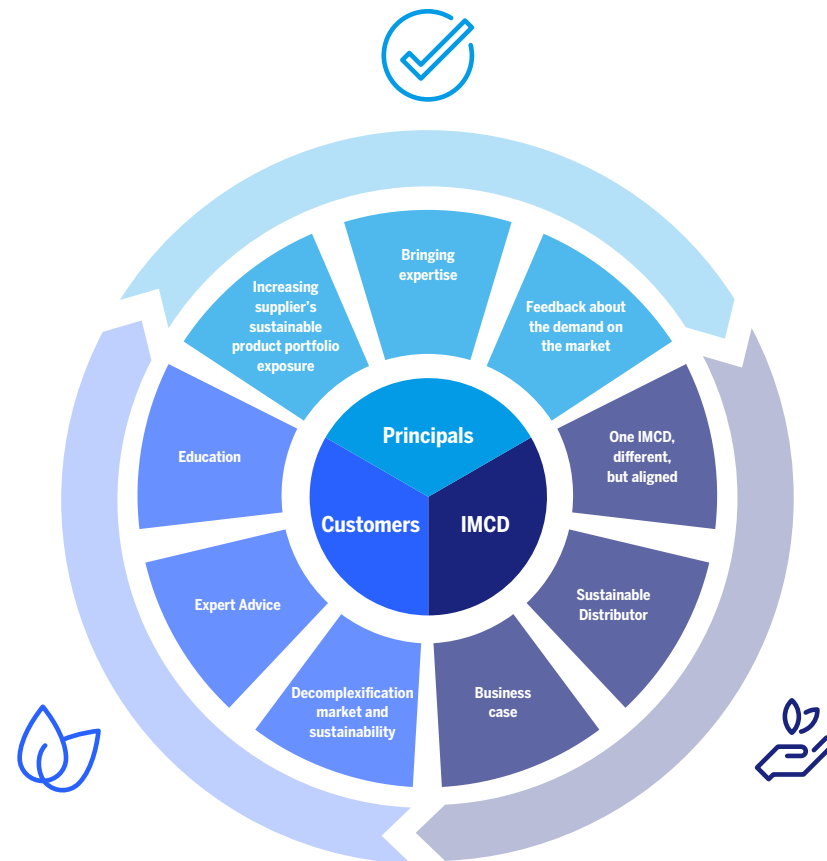 Bringing
expertise
Increasing
supplier's
sustainable
product portfolio
exposure
Feedback about
the demand on
the market
Principals
Education
One IMCD,
different,
but aligned
Customers
IMCD
Expert Advice
Sustainable
Distributor
Decomplexification
market and
sustainability
Business
case